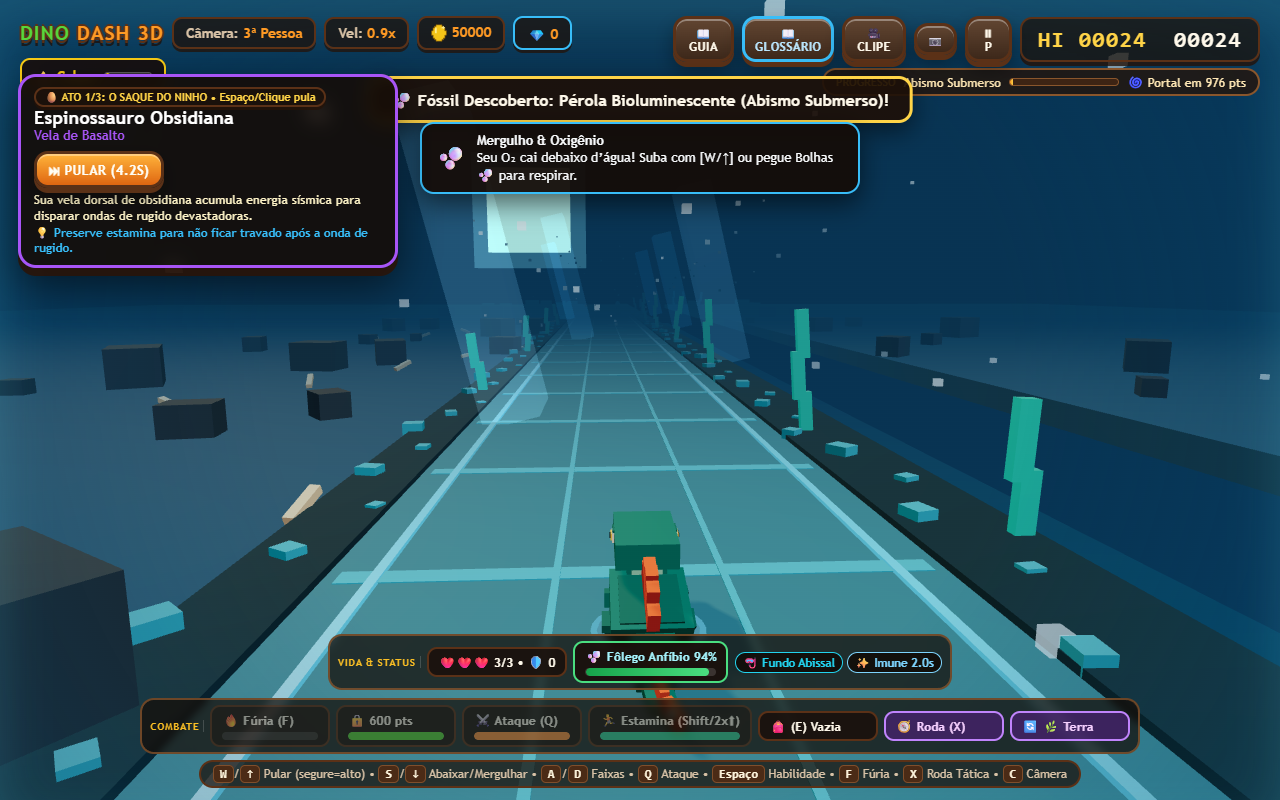 DINO DASH 3D
Câmera: 3ª Pessoa
Vel: 0.9x
50000
0
GUIA
GLOSSÁRIO
CLIPE
P
HI 00024 00024
Abismo Submerso
Portal em 976 pts
ATO 1/3: O SAQUE DO NINHO • Espaço/Clique pula
Espinossauro Obsidiana
Vela de Basalto
PULAR (4.2S)
Sua vela dorsal de obsidiana acumula energia sísmica para
disparar ondas de rugido devastadoras.
Preserve estamina para não ficar travado após a onda de
rugido.
Fóssil Descoberto: Pérola Bioluminescente (Abismo Submerso)!
Mergulho & Oxigênio
Seu O₂ cai debaixo d'água! Suba com [W/↑] ou pegue Bolhas
para respirar.
VIDA & STATUS
3/3 • 0
Fôlego Anfíbio 94%
Fundo Abissal
Imune 2.0s
COMBATE
Fúria (F)
600 pts
Ataque (Q)
Estamina (Shift/2x⬆)
(E) Vazia
Roda (X)
Terra
W / ↑ Pular (segure=alto) • S / ↓ Abaixar/Mergulhar • A / D Faixas • Q Ataque • Espaço Habilidade • F Fúria • X Roda Tática • C Câmera